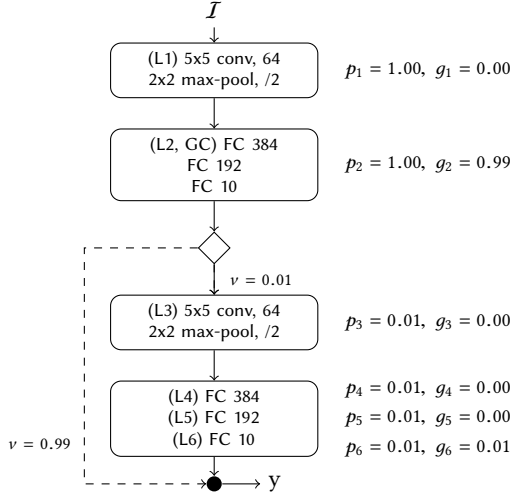 I
(L1) 5x5 conv, 64
2x2 max-pool, /2
p₁ = 1.00, g₁ = 0.00
(L2, GC) FC 384
FC 192
FC 10
p₂ = 1.00, g₂ = 0.99
v = 0.01
(L3) 5x5 conv, 64
2x2 max-pool, /2
p₃ = 0.01, g₃ = 0.00
(L4) FC 384
(L5) FC 192
(L6) FC 10
p₄ = 0.01, g₄ = 0.00
p₅ = 0.01, g₅ = 0.00
p₆ = 0.01, g₆ = 0.01
v = 0.99
y